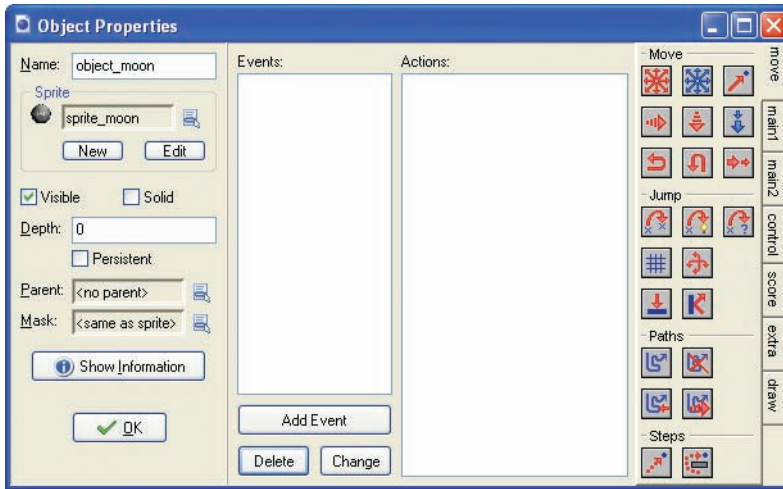 Object Properties
Name: object_moon
Sprite
sprite_moon
New Edit
Visible Solid
Depth: 0
Persistent
Parent: <no parent>
Mask: <same as sprite>
Show Information
OK
Events:
Add Event
Delete Change
Actions:
Move
Jump
Paths
Steps
move
main1
main2
control
score
extra
draw